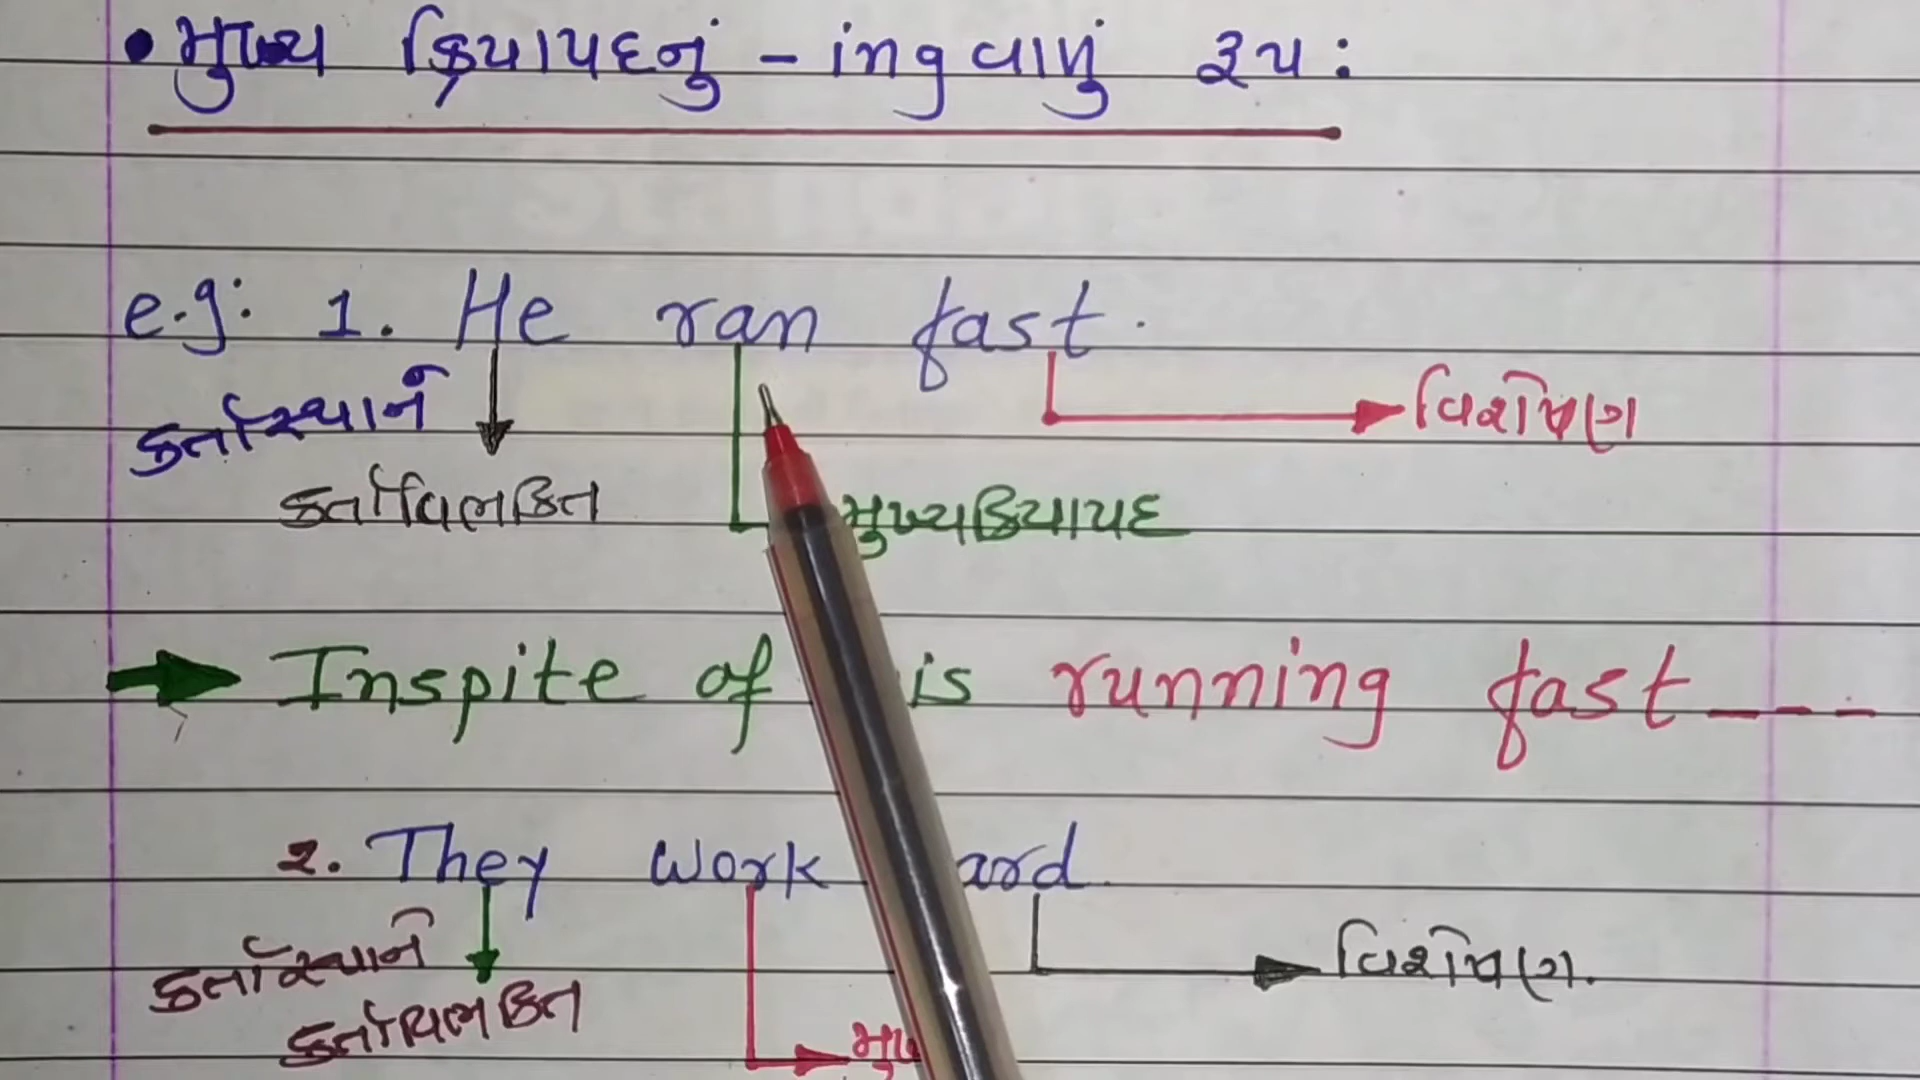 • મુખ્ય ક્રિયાપદનું - ing વાળું રૂપ :
e.g: 1. He ran fast.
કર્તાસ્થાને
વિશેષણ
કર્તાવિભકિત
મુખ્યક્રિયાપદ
Inspite of is running fast - - -
2. They work ard.
કર્તાસ્થાને
વિશેષણ.
કર્તાવિભકિત
મુખ